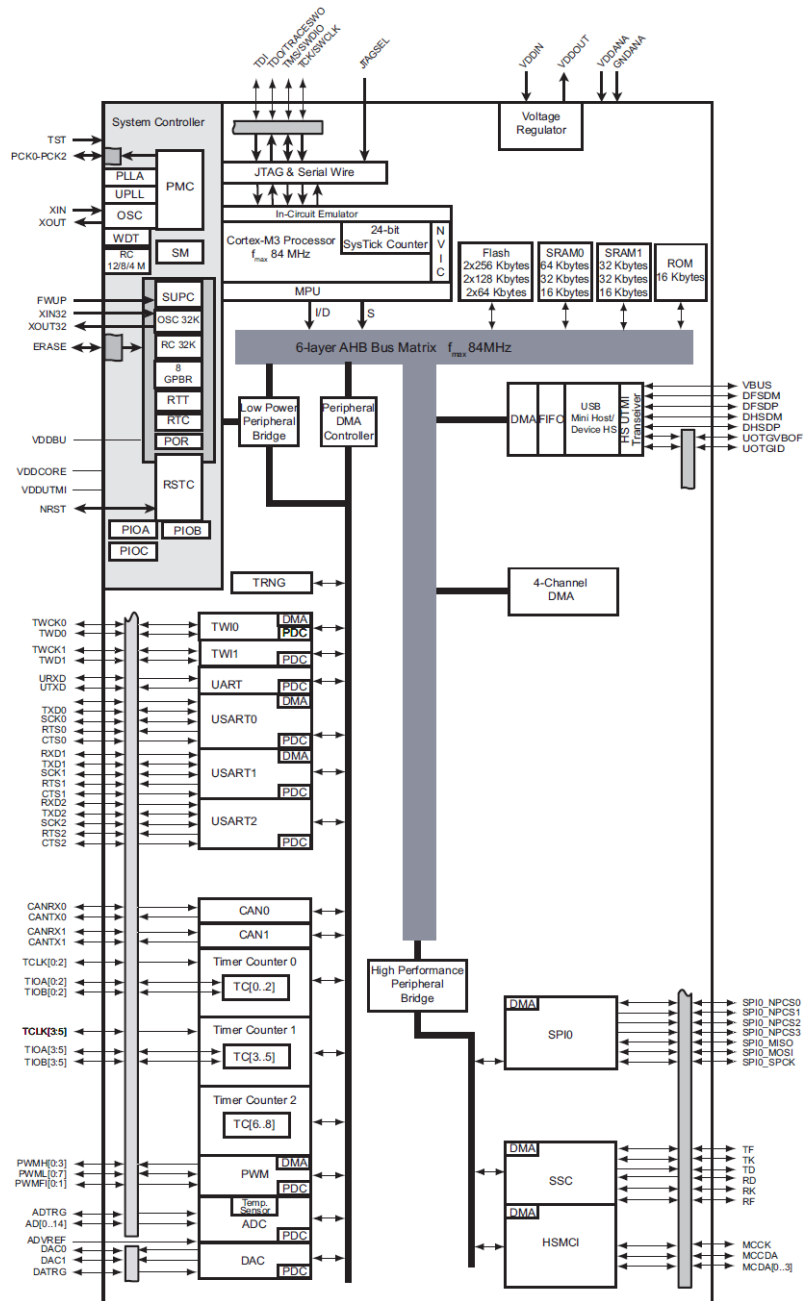 TDI
TDO/TRACESWO
TMS/SWDIO
TCK/SWCLK
JTAGSEL
VDDIN
VDDOUT
VDDANA
GNDANA
System Controller
Voltage
Regulator
TST
PCK0-PCK2
PLLA
UPLL
OSC
PMC
XIN
XOUT
WDT
RC
12/8/4 M
SM
JTAG & Serial Wire
In-Circuit Emulator
Cortex-M3 Processor
fmax 84 MHz
24-bit
SysTick Counter
N
V
I
C
MPU
I/D
S
Flash
2x256 Kbytes
2x128 Kbytes
2x64 Kbytes
SRAM0
64 Kbytes
32 Kbytes
16 Kbytes
SRAM1
32 Kbytes
32 Kbytes
16 Kbytes
ROM
16 Kbytes
FWUP
XIN32
XOUT32
ERASE
SUPC
OSC 32K
RC 32K
8
GPBR
RTT
RTC
POR
RSTC
VDDBU
VDDCORE
VDDUTMI
NRST
PIOA
PIOB
PIOC
6-layer AHB Bus Matrix fmax 84MHz
Low Power
Peripheral
Bridge
Peripheral
DMA
Controller
DMA
FIFO
USB
Mini Host/
Device HS
HS UTMI
Transeiver
VBUS
DFSDM
DFSDP
DHSDM
DHSDP
UOTGVBOF
UOTGID
TRNG
4-Channel
DMA
TWCK0
TWD0
TWI0
DMA
PDC
TWCK1
TWD1
TWI1
PDC
URXD
UTXD
UART
PDC
TXD0
SCK0
RTS0
CTS0
USART0
DMA
PDC
RXD1
TXD1
SCK1
RTS1
CTS1
USART1
DMA
PDC
RXD2
TXD2
SCK2
RTS2
CTS2
USART2
PDC
CANRX0
CANTX0
CAN0
CANRX1
CANTX1
CAN1
TCLK[0:2]
TIOA[0:2]
TIOB[0:2]
Timer Counter 0
TC[0..2]
TCLK[3:5]
TIOA[3:5]
TIOB[3:5]
Timer Counter 1
TC[3..5]
Timer Counter 2
TC[6..8]
High Performance
Peripheral
Bridge
DMA
SPI0
SPI0_NPCS0
SPI0_NPCS1
SPI0_NPCS2
SPI0_NPCS3
SPI0_MISO
SPI0_MOSI
SPI0_SPCK
PWMH[0:3]
PWML[0:7]
PWMFI[0:1]
PWM
DMA
PDC
ADTRG
AD[0..14]
ADVREF
Temp.
Sensor
ADC
PDC
DAC0
DAC1
DATRG
DAC
PDC
DMA
SSC
TF
TK
TD
RD
RK
RF
DMA
HSMCI
MCCK
MCCDA
MCDA[0..3]